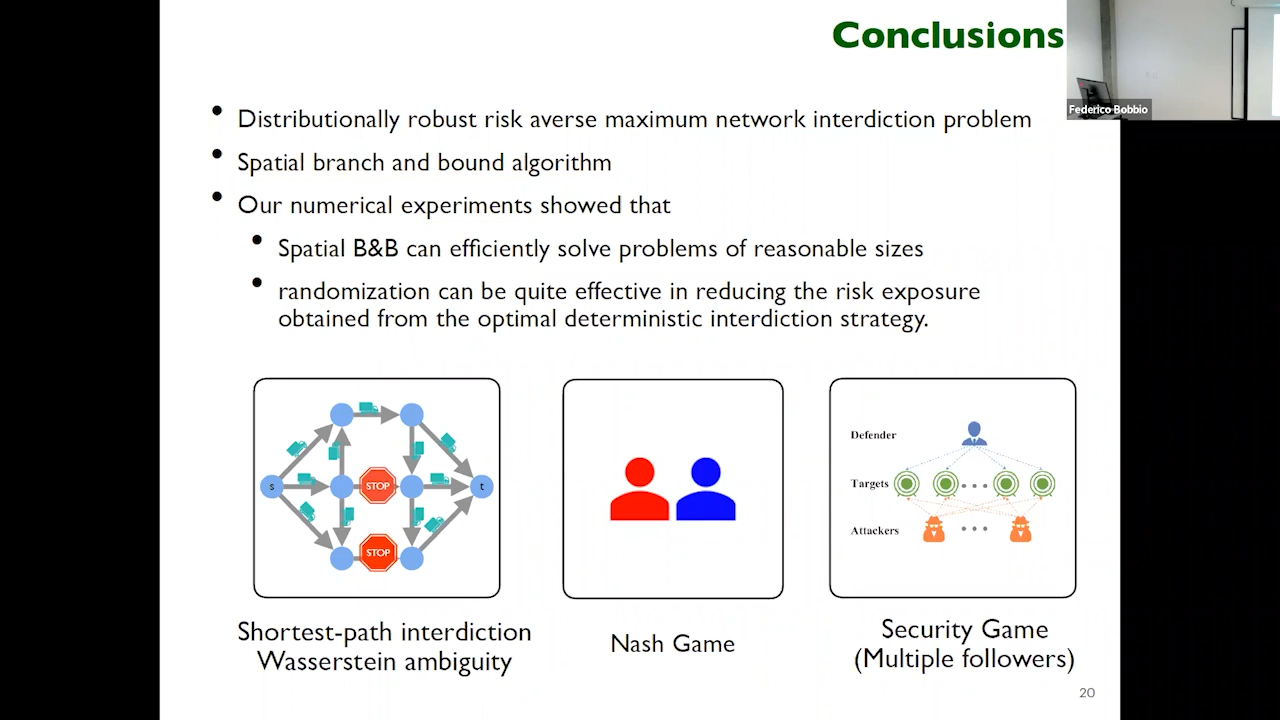 Conclusions
Federico Bobbio
• Distributionally robust risk averse maximum network interdiction problem
• Spatial branch and bound algorithm
• Our numerical experiments showed that
• Spatial B&B can efficiently solve problems of reasonable sizes
• randomization can be quite effective in reducing the risk exposure
obtained from the optimal deterministic interdiction strategy.
s
STOP
t
STOP
Defender
Targets
Attackers
Shortest-path interdiction
Wasserstein ambiguity
Nash Game
Security Game
(Multiple followers)
20